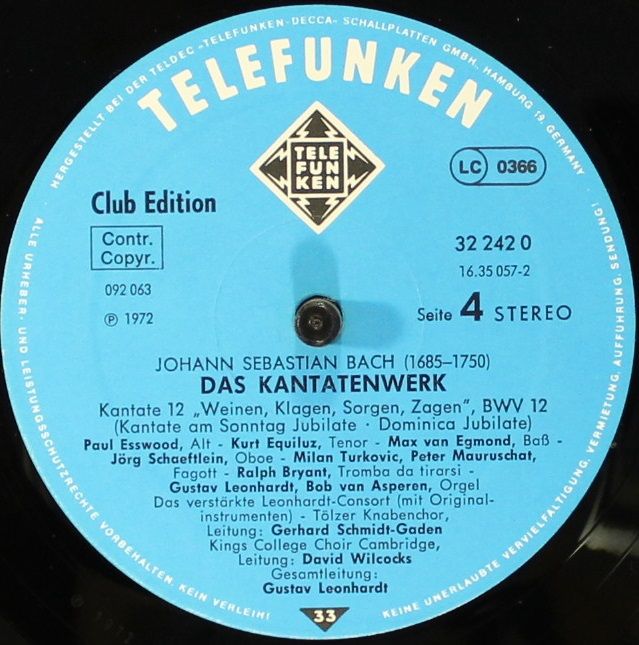 HERGESTELLT BEI DER TELDEC »TELEFUNKEN-DECCA« SCHALLPLATTEN GMBH., HAMBURG 19, GERMANY
TELEFUNKEN
TELE
FUN
KEN
LC 0366
Club Edition
Contr.
Copyr.
32 242 0
16.35 057-2
092 063
℗ 1972
Seite 4 STEREO
JOHANN SEBASTIAN BACH (1685–1750)
DAS KANTATENWERK
Kantate 12 „Weinen, Klagen, Sorgen, Zagen”, BWV 12
(Kantate am Sonntag Jubilate · Dominica Jubilate)
Paul Esswood, Alt - Kurt Equiluz, Tenor - Max van Egmond, Baß -
Jörg Schaeftlein, Oboe - Milan Turkovic, Peter Mauruschat,
Fagott - Ralph Bryant, Tromba da tirarsi -
Gustav Leonhardt, Bob van Asperen, Orgel
Das verstärkte Leonhardt-Consort (mit Original-
instrumenten) - Tölzer Knabenchor,
Leitung: Gerhard Schmidt-Gaden
Kings College Choir Cambridge,
Leitung: David Wilcocks
Gesamtleitung:
Gustav Leonhardt
33
ALLE URHEBER- UND LEISTUNGSSCHUTZRECHTE VORBEHALTEN. KEIN VERLEIH! KEINE UNERLAUBTE VERVIELFÄLTIGUNG, VERMIETUNG, AUFFÜHRUNG, SENDUNG!